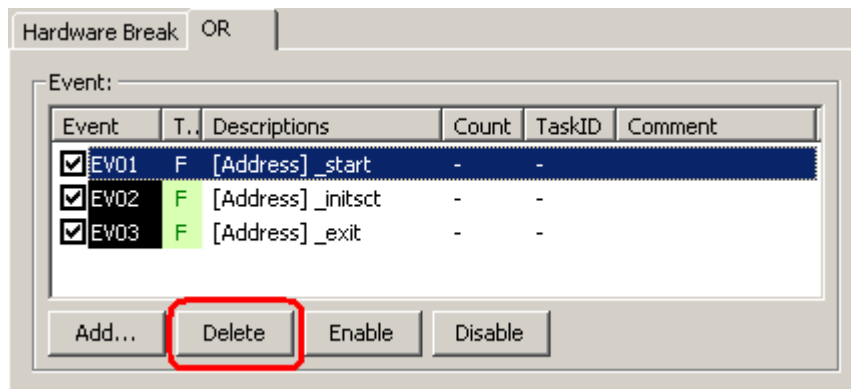 Hardware Break OR
Event:
Event T.. Descriptions Count TaskID Comment
EV01 F [Address] _start - -
EV02 F [Address] _initsct - -
EV03 F [Address] _exit - -
Add... Delete Enable Disable